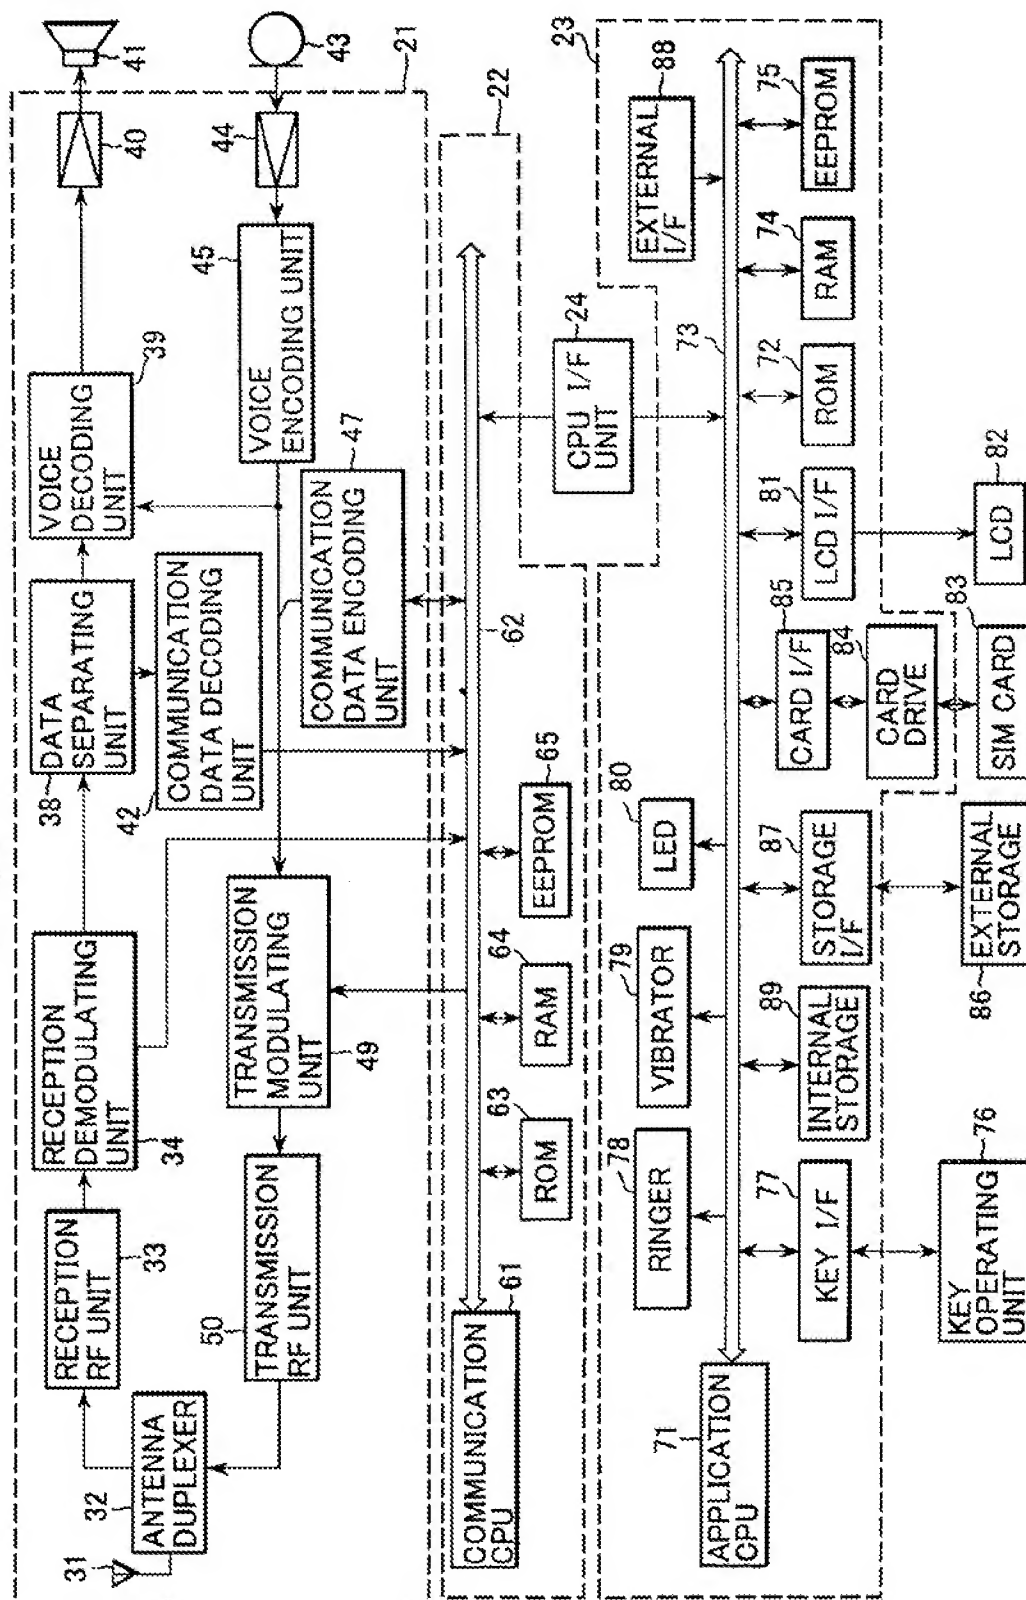 31
32
ANTENNA
DUPLEXER
RECEPTION
RF UNIT
33
RECEPTION
DEMODULATING
UNIT
34
38
DATA
SEPARATING
UNIT
VOICE
DECODING
UNIT
39
40
41
42
COMMUNICATION
DATA DECODING
UNIT
43
44
45
VOICE
ENCODING UNIT
47
COMMUNICATION
DATA ENCODING
UNIT
TRANSMISSION
MODULATING
UNIT
49
50
TRANSMISSION
RF UNIT
21
22
COMMUNICATION
CPU
61
62
63
ROM
64
RAM
65
EEPROM
24
CPU I/F
UNIT
23
71
APPLICATION
CPU
73
78
RINGER
79
VIBRATOR
80
LED
EXTERNAL
I/F
88
77
KEY I/F
89
INTERNAL
STORAGE
87
STORAGE
I/F
85
CARD I/F
84
CARD
DRIVE
81
LCD I/F
72
ROM
74
RAM
75
EEPROM
76
KEY
OPERATING
UNIT
86
EXTERNAL
STORAGE
83
SIM CARD
82
LCD